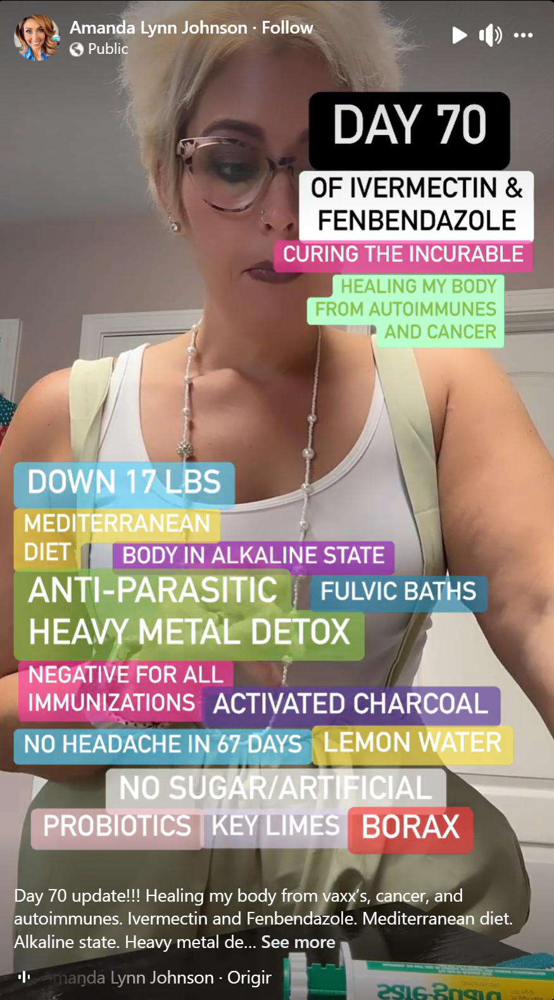 Amanda Lynn Johnson · Follow
Public
DAY 70
OF IVERMECTIN &
FENBENDAZOLE
CURING THE INCURABLE
HEALING MY BODY
FROM AUTOIMMUNES
AND CANCER
DOWN 17 LBS
MEDITERRANEAN
DIET
BODY IN ALKALINE STATE
ANTI-PARASITIC
FULVIC BATHS
HEAVY METAL DETOX
NEGATIVE FOR ALL
IMMUNIZATIONS
ACTIVATED CHARCOAL
NO HEADACHE IN 67 DAYS
LEMON WATER
NO SUGAR/ARTIFICIAL
PROBIOTICS
KEY LIMES
BORAX
Day 70 update!!! Healing my body from vaxx's, cancer, and
autoimmunes. Ivermectin and Fenbendazole. Mediterranean diet.
Alkaline state. Heavy metal de... See more
manda Lynn Johnson · Origir
safe-guard